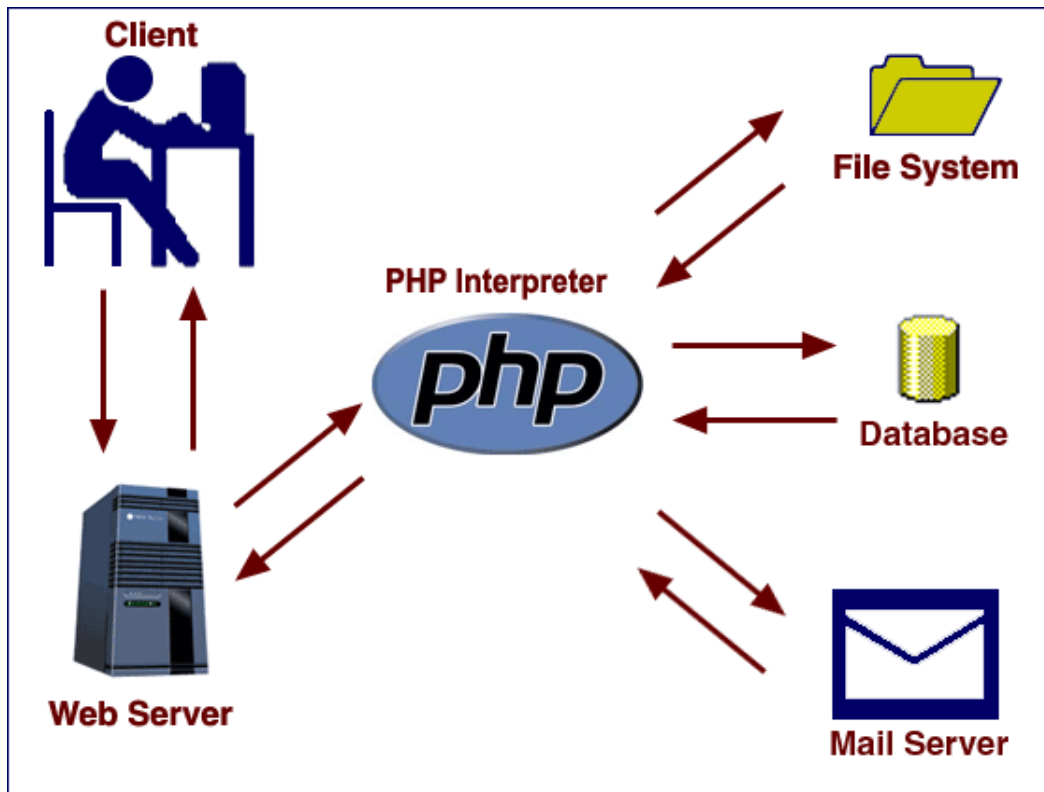 Client
File System
PHP Interpreter
php
Database
Web Server
Mail Server